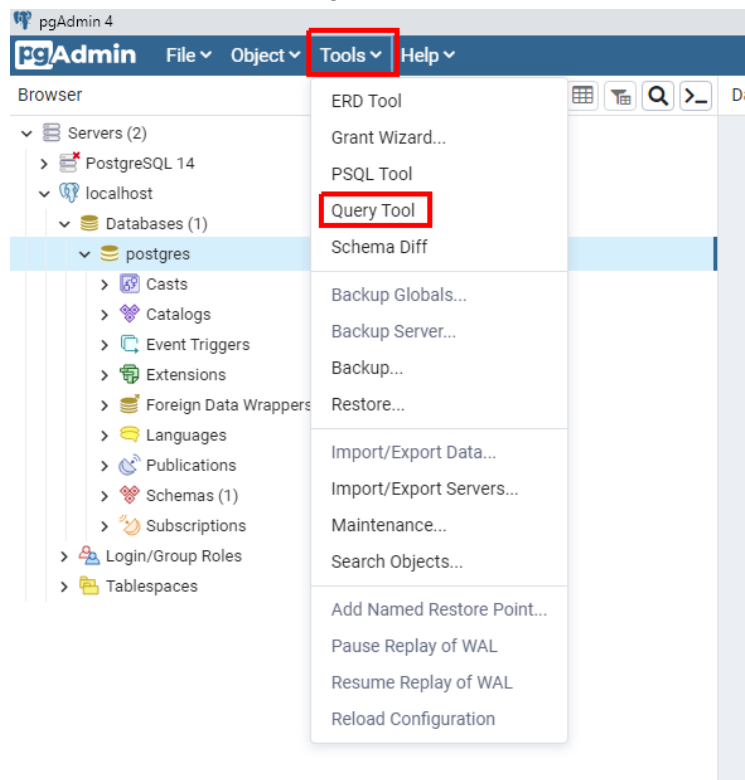 pgAdmin 4
pgAdmin File Object Tools Help
Browser
Servers (2)
PostgreSQL 14
localhost
Databases (1)
postgres
Casts
Catalogs
Event Triggers
Extensions
Foreign Data Wrappers
Languages
Publications
Schemas (1)
Subscriptions
Login/Group Roles
Tablespaces
ERD Tool
Grant Wizard...
PSQL Tool
Query Tool
Schema Diff
Backup Globals...
Backup Server...
Backup...
Restore...
Import/Export Data...
Import/Export Servers...
Maintenance...
Search Objects...
Add Named Restore Point...
Pause Replay of WAL
Resume Replay of WAL
Reload Configuration